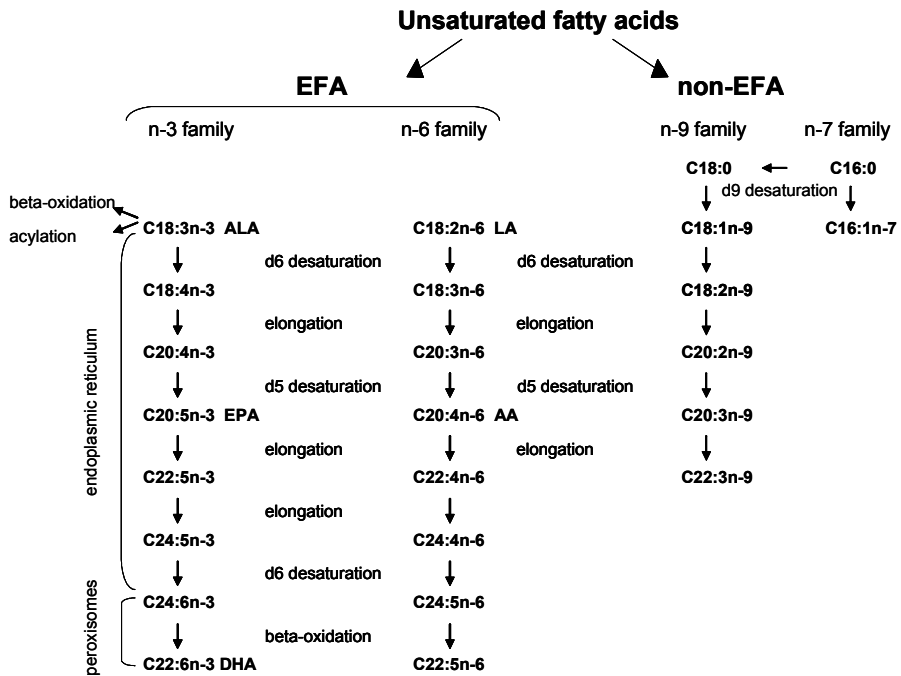 Unsaturated fatty acids
EFA non-EFA
n-3 family n-6 family n-9 family n-7 family
C18:0 C16:0
d9 desaturation
beta-oxidation
acylation
C18:3n-3 ALA C18:2n-6 LA C18:1n-9 C16:1n-7
d6 desaturation d6 desaturation
C18:4n-3 C18:3n-6 C18:2n-9
elongation elongation
C20:4n-3 C20:3n-6 C20:2n-9
d5 desaturation d5 desaturation
C20:5n-3 EPA C20:4n-6 AA C20:3n-9
elongation elongation
C22:5n-3 C22:4n-6 C22:3n-9
elongation
C24:5n-3 C24:4n-6
d6 desaturation
C24:6n-3 C24:5n-6
beta-oxidation
C22:6n-3 DHA C22:5n-6
endoplasmic reticulum
peroxisomes